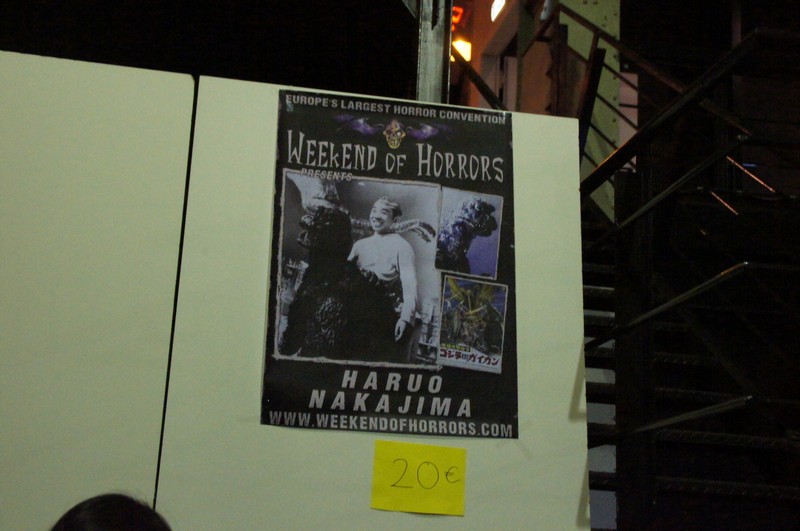 EUROPE'S LARGEST HORROR CONVENTION
WEEKEND OF HORRORS
PRESENTS
ゴジラ対ガイガン
HARUO
NAKAJIMA
WWW.WEEKENDOFHORRORS.COM
20€